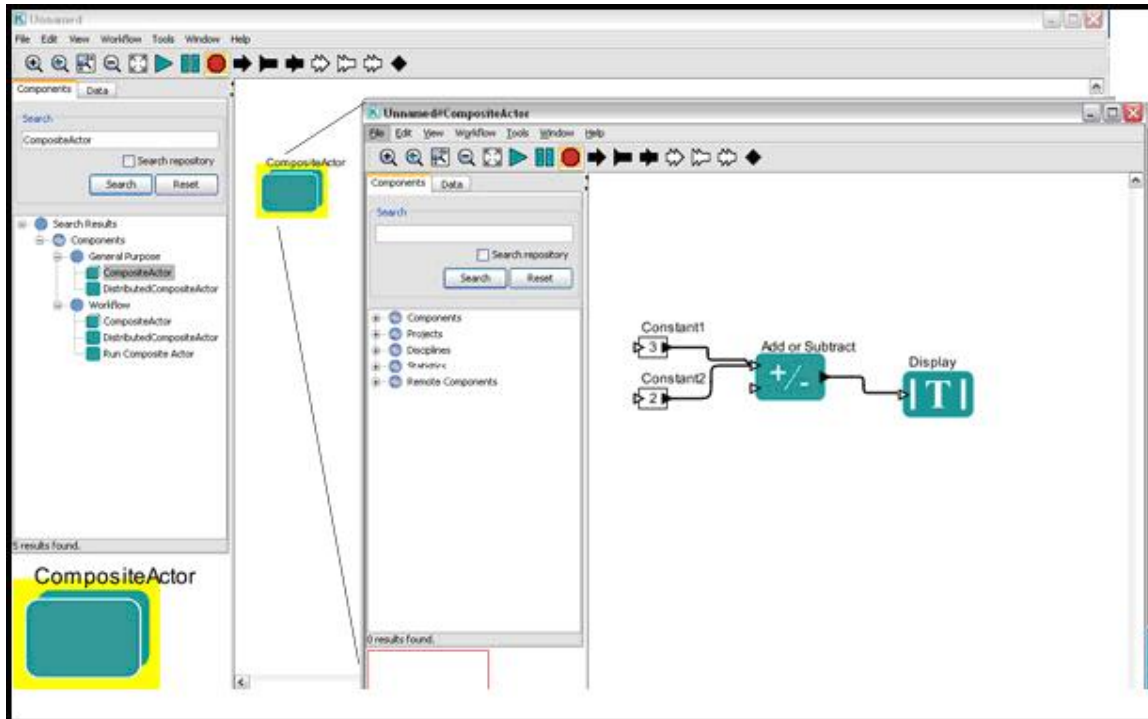 Unnamed
File Edit View Workflow Tools Window Help
Components Data
Search
CompositeActor
Search repository
Search Reset
Search Results
Components
General Purpose
CompositeActor
DistributedCompositeActor
Workflow
CompositeActor
DistributedCompositeActor
Run Composite Actor
5 results found.
CompositeActor
CompositeActor
Unnamed#CompositeActor
File Edit View Workflow Tools Window Help
Components Data
Search
Search repository
Search Reset
Components
Projects
Disciplines
Statistics
Remote Components
0 results found.
Constant1
3
Constant2
2
Add or Subtract
+/-
Display
T